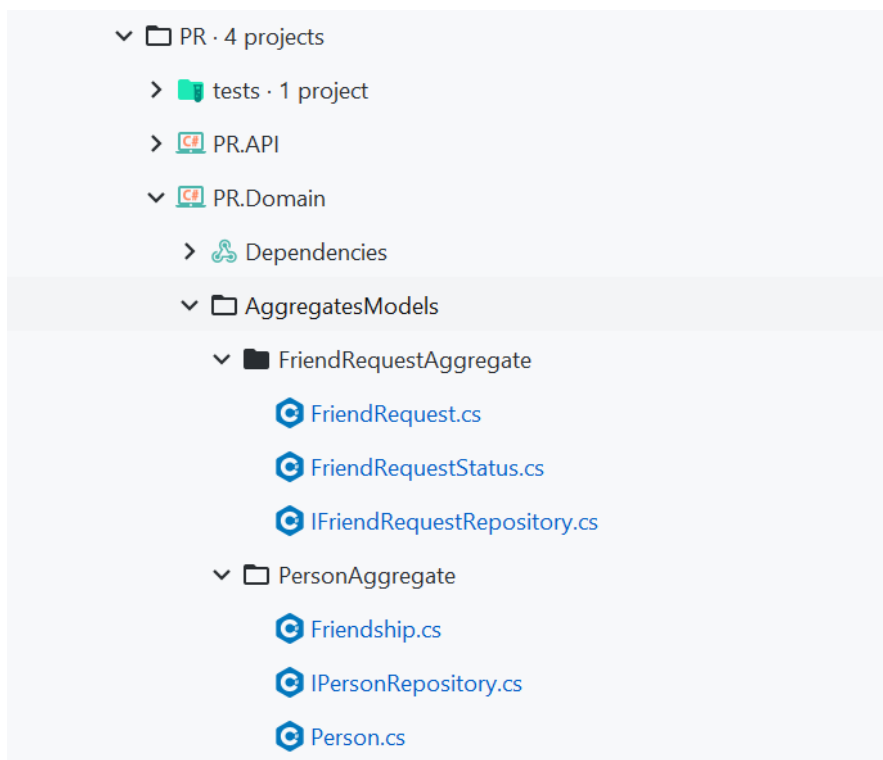 PR · 4 projects
tests · 1 project
C# PR.API
C# PR.Domain
Dependencies
AggregatesModels
FriendRequestAggregate
FriendRequest.cs
FriendRequestStatus.cs
IFriendRequestRepository.cs
PersonAggregate
Friendship.cs
IPersonRepository.cs
Person.cs